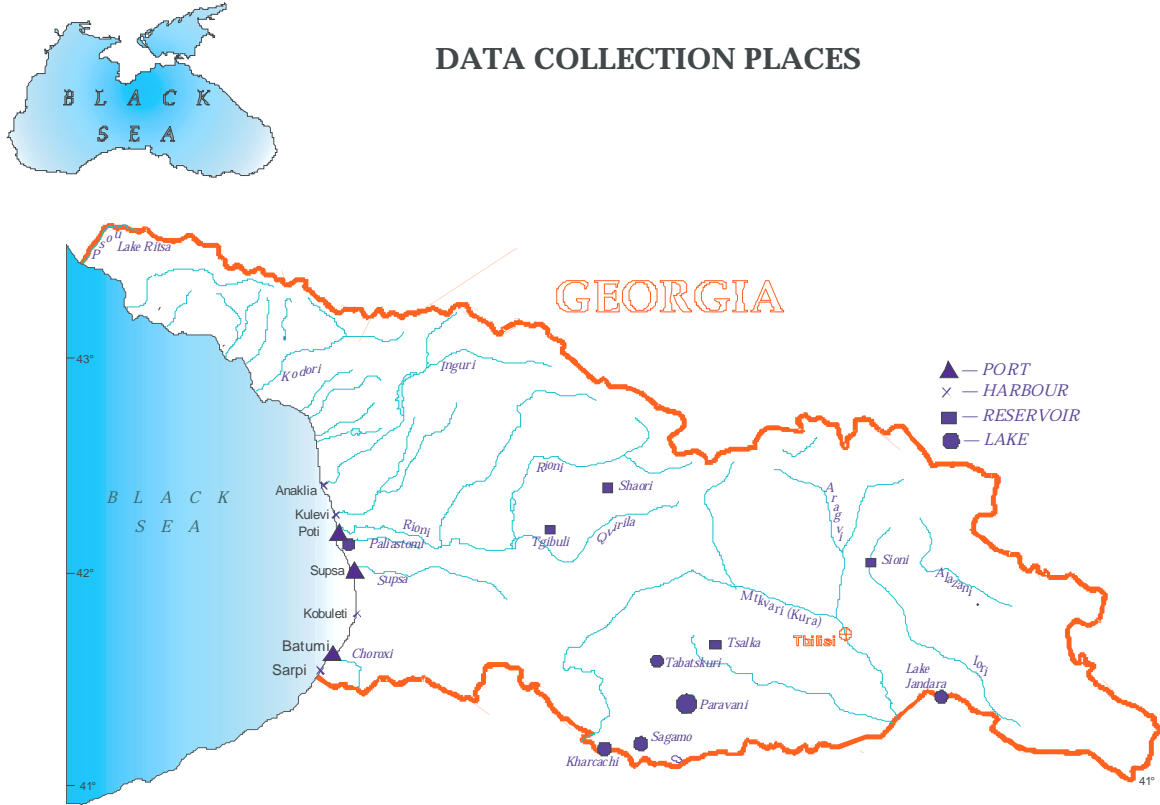 DATA COLLECTION PLACES
B L A C K
S E A
Psou
Lake Ritsa
GEORGIA
43°
Kodori
Inguri
— PORT
— HARBOUR
— RESERVOIR
— LAKE
Rioni
Shaori
Anaklia
B L A C K
S E A
Aragvi
Kulevi
Poti
Rioni
Paliastomi
Tgibuli
Qvirila
42°
Supsa
Supsa
Sioni
Alazani
Kobuleti
Mtkvari (Kura)
Tbilisi
Batumi
Choroxi
Sarpi
Tsalka
Tabatskuri
Iori
Lake
Jandara
Paravani
Sagamo
Kharcachi
41°
41°